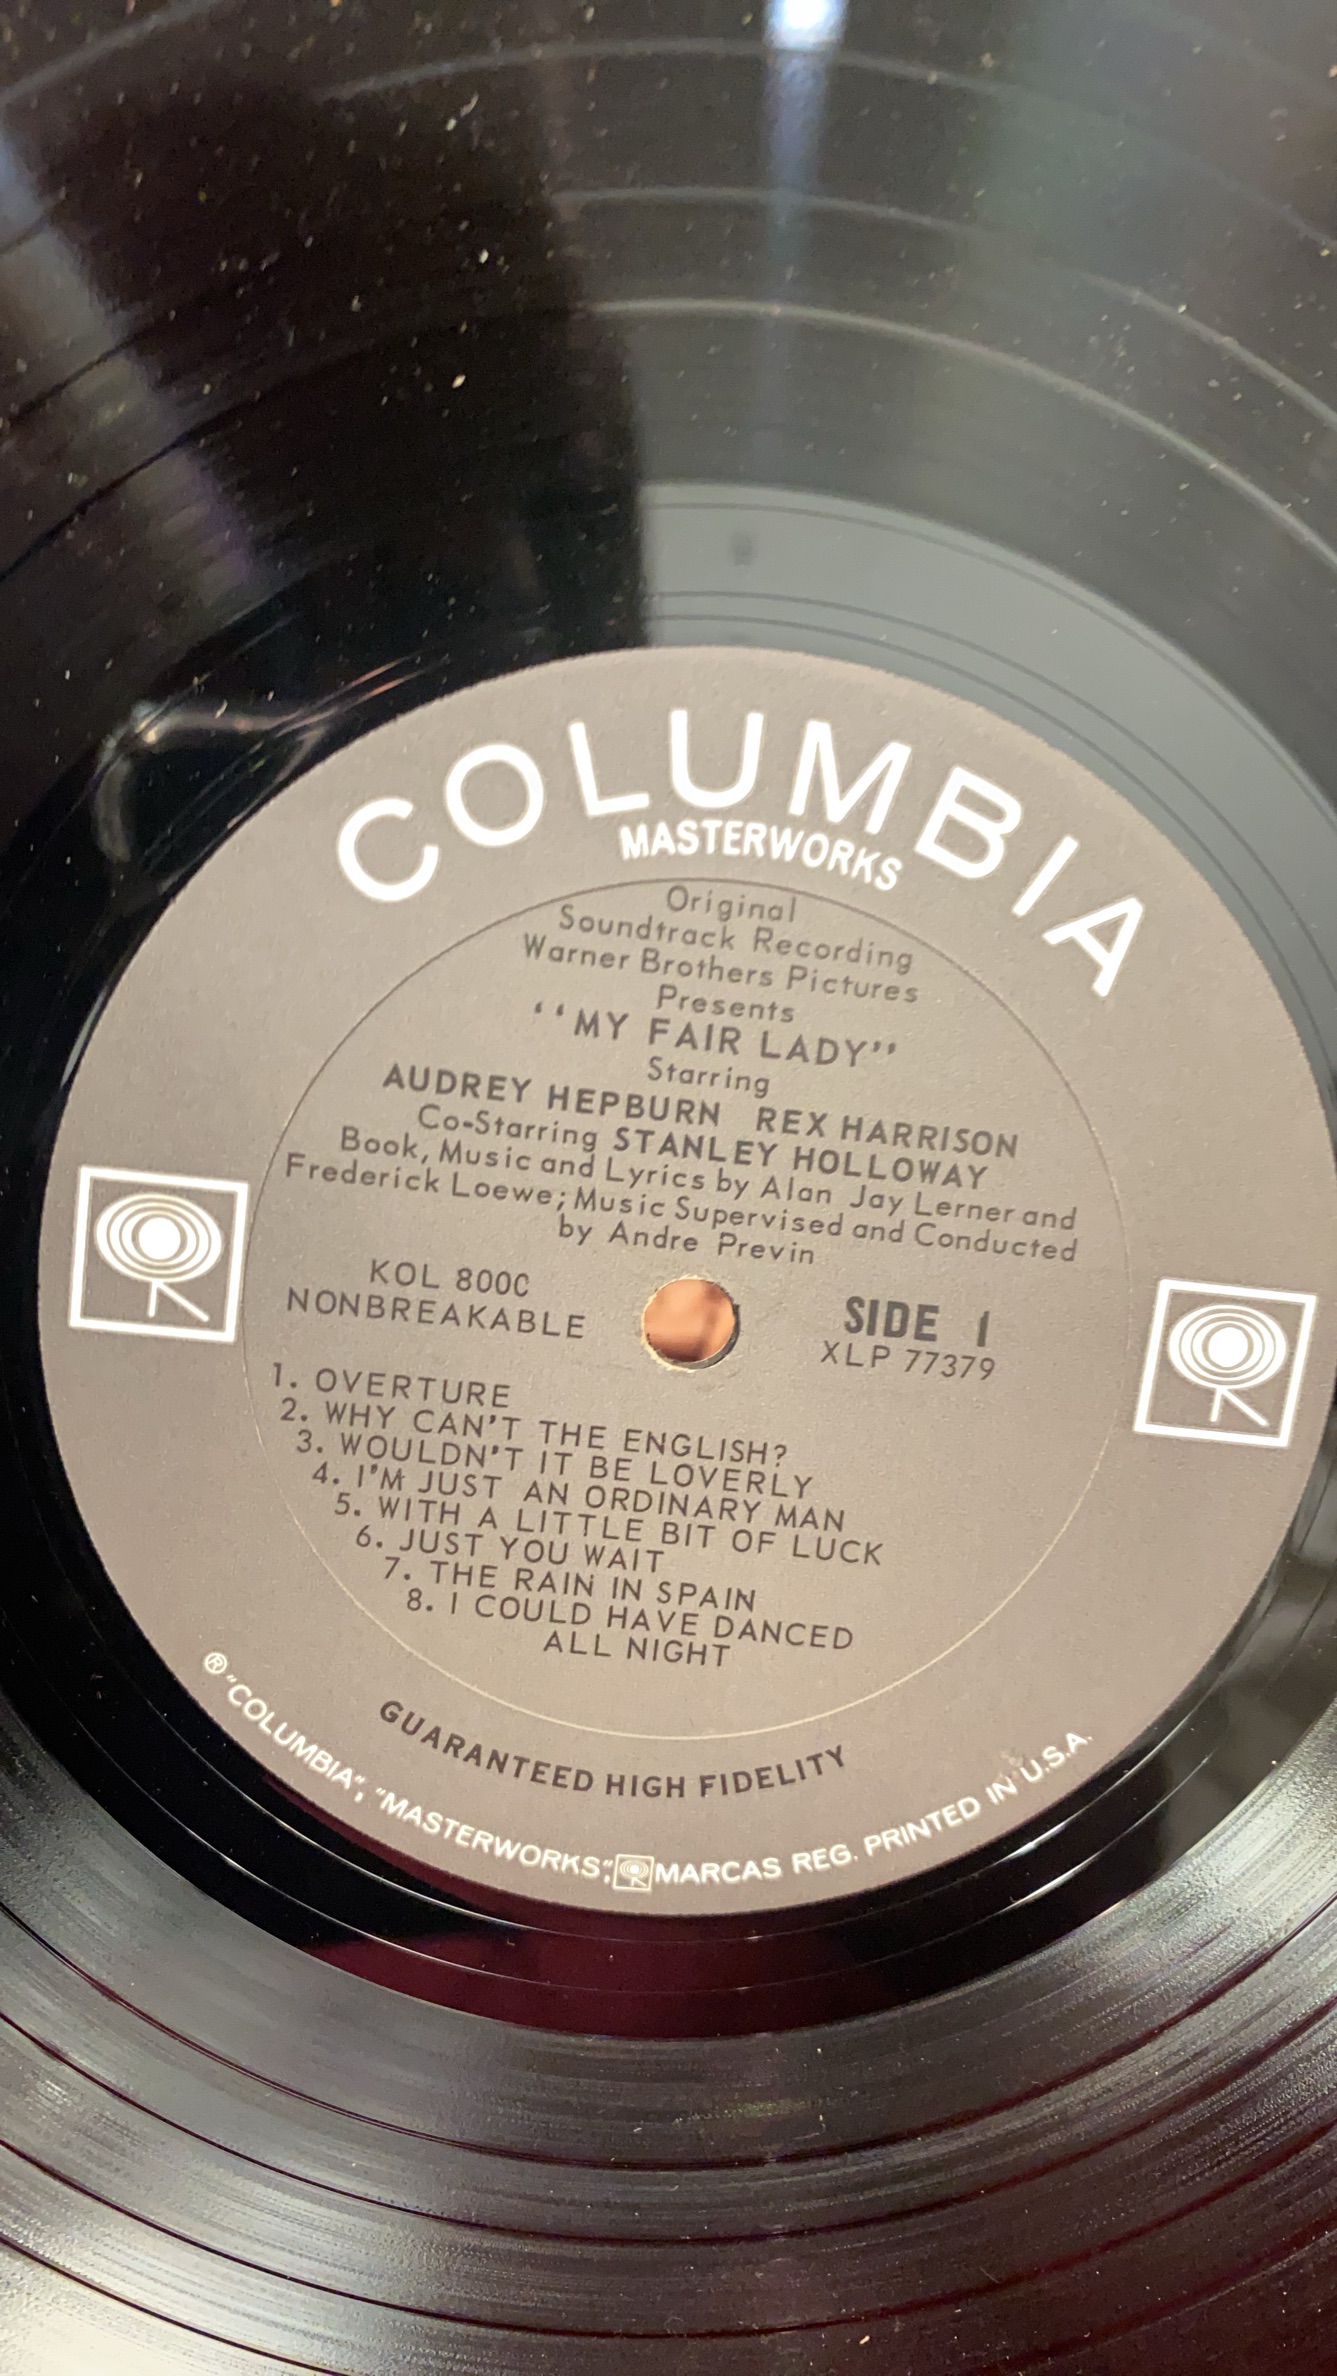 COLUMBIA
MASTERWORKS
Original
Soundtrack Recording
Warner Brothers Pictures
Presents
‘‘MY FAIR LADY’’
Starring
AUDREY HEPBURN REX HARRISON
Co-Starring STANLEY HOLLOWAY
Book, Music and Lyrics by Alan Jay Lerner and
Frederick Loewe; Music Supervised and Conducted
by Andre Previn
KOL 8000
NONBREAKABLE
SIDE 1
XLP 77379
1. OVERTURE
2. WHY CAN'T THE ENGLISH?
3. WOULDN'T IT BE LOVERLY
4. I'M JUST AN ORDINARY MAN
5. WITH A LITTLE BIT OF LUCK
6. JUST YOU WAIT
7. THE RAIN IN SPAIN
8. I COULD HAVE DANCED
ALL NIGHT
GUARANTEED HIGH FIDELITY
® "COLUMBIA", "MASTERWORKS", MARCAS REG. PRINTED IN U.S.A.